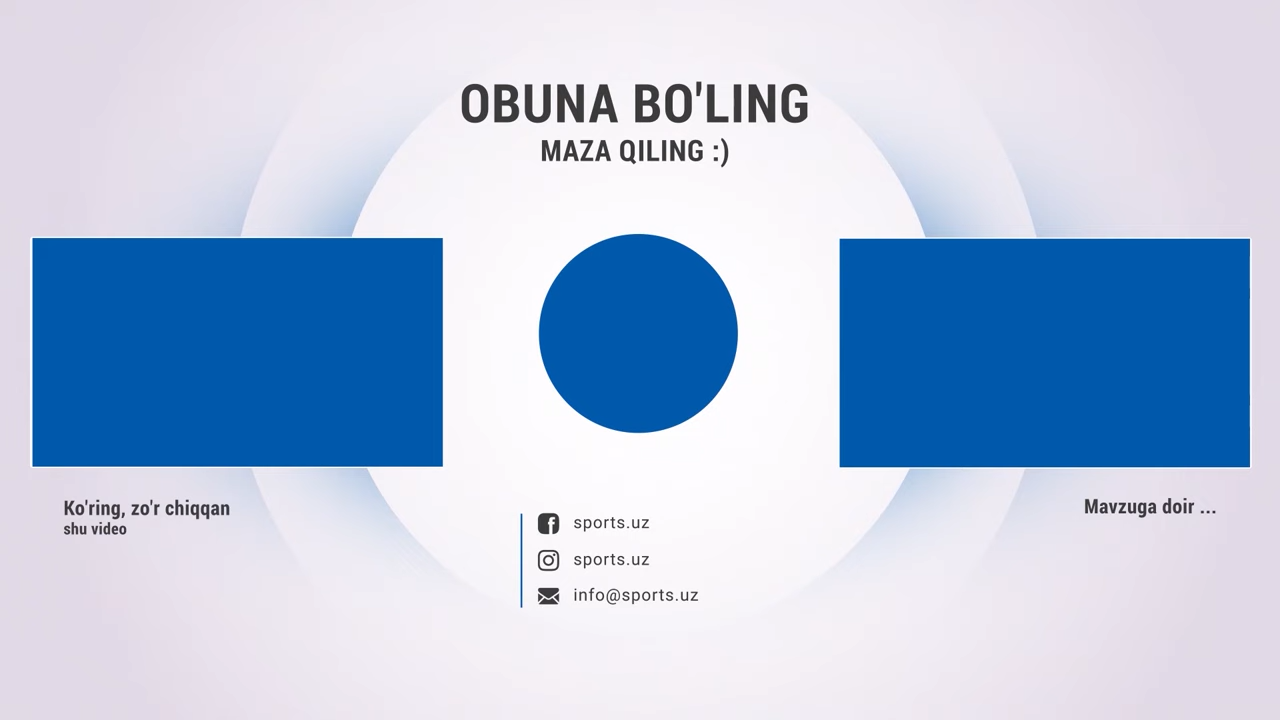 OBUNA BO'LING
MAZA QILING :)
Ko'ring, zo'r chiqqan
shu video
Mavzuga doir ...
sports.uz
sports.uz
info@sports.uz